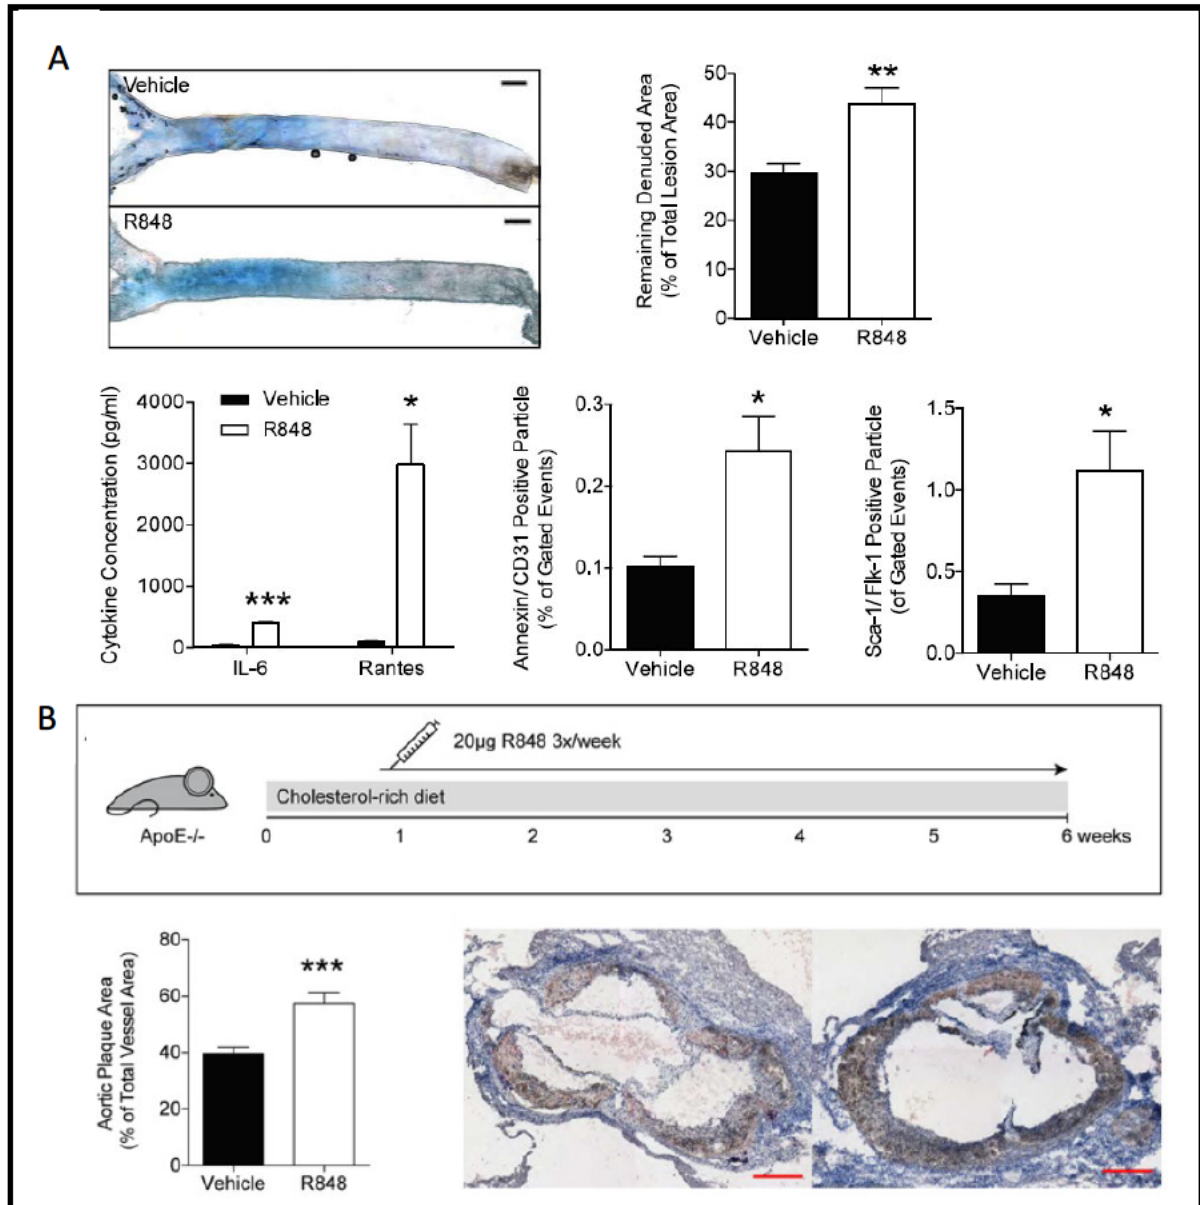 A
Vehicle
R848
Remaining Denuded Area
(% of Total Lesion Area)
50
40
30
20
10
0
**
Vehicle R848
Cytokine Concentration (pg/ml)
4000
3000
2000
1000
0
Vehicle
R848
***
*
IL-6 Rantes
Annexin/ CD31 Positive Particle
(% of Gated Events)
0.3
0.2
0.1
0.0
*
Vehicle R848
Sca-1/ Flk-1 Positive Particle
(of Gated Events)
1.5
1.0
0.5
0.0
*
Vehicle R848
B
20µg R848 3x/week
Cholesterol-rich diet
ApoE-/-
0 1 2 3 4 5 6 weeks
Aortic Plaque Area
(% of Total Vessel Area)
80
60
40
20
0
***
Vehicle R848